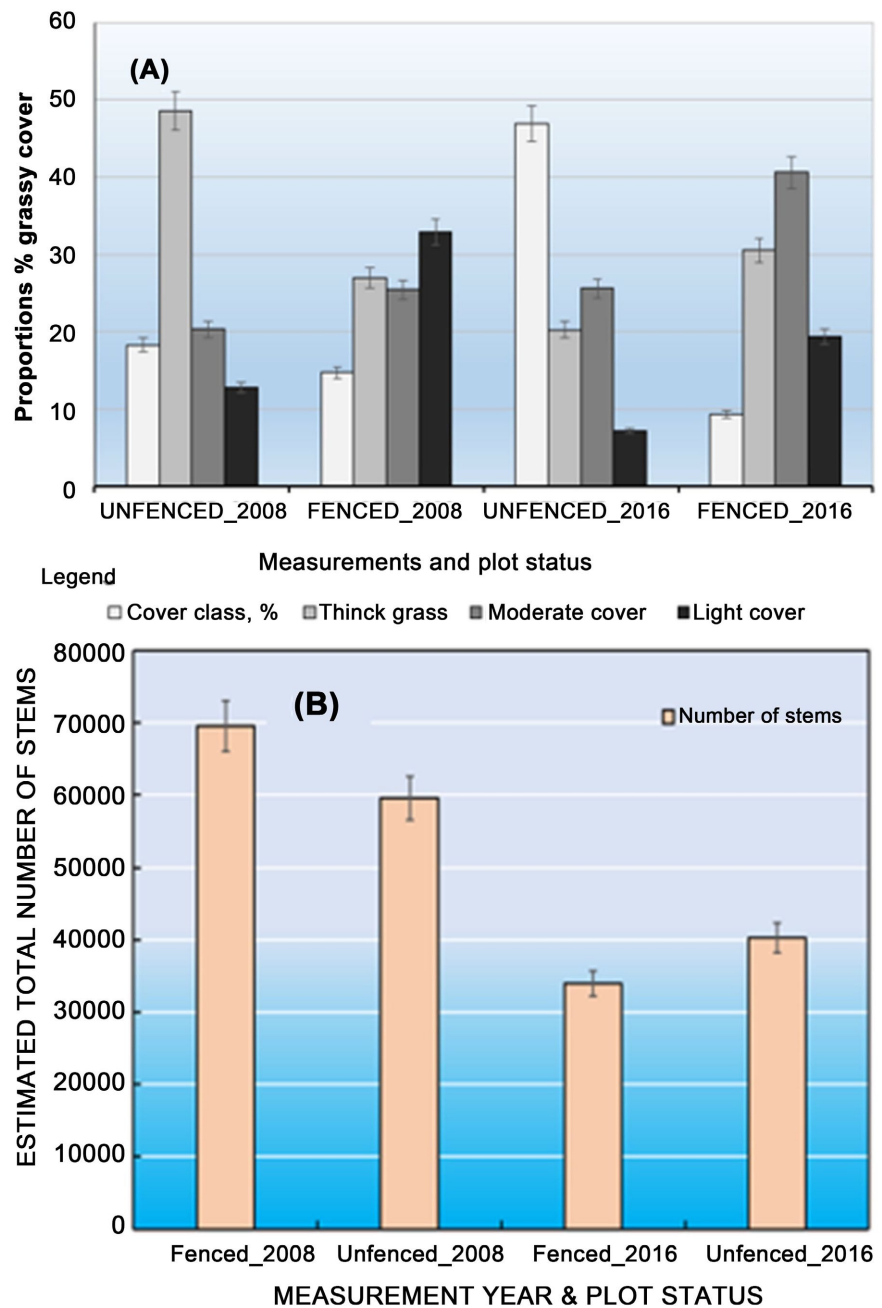 60
(A)
50
40
30
20
10
0
Proportions % grassy cover
UNFENCED_2008 FENCED_2008 UNFENCED_2016 FENCED_2016
Measurements and plot status
Legend
Cover class, % Thinck grass Moderate cover Light cover
80000
(B)
Number of stems
70000
60000
50000
40000
30000
20000
10000
0
ESTIMATED TOTAL NUMBER OF STEMS
Fenced_2008 Unfenced_2008 Fenced_2016 Unfenced_2016
MEASUREMENT YEAR & PLOT STATUS